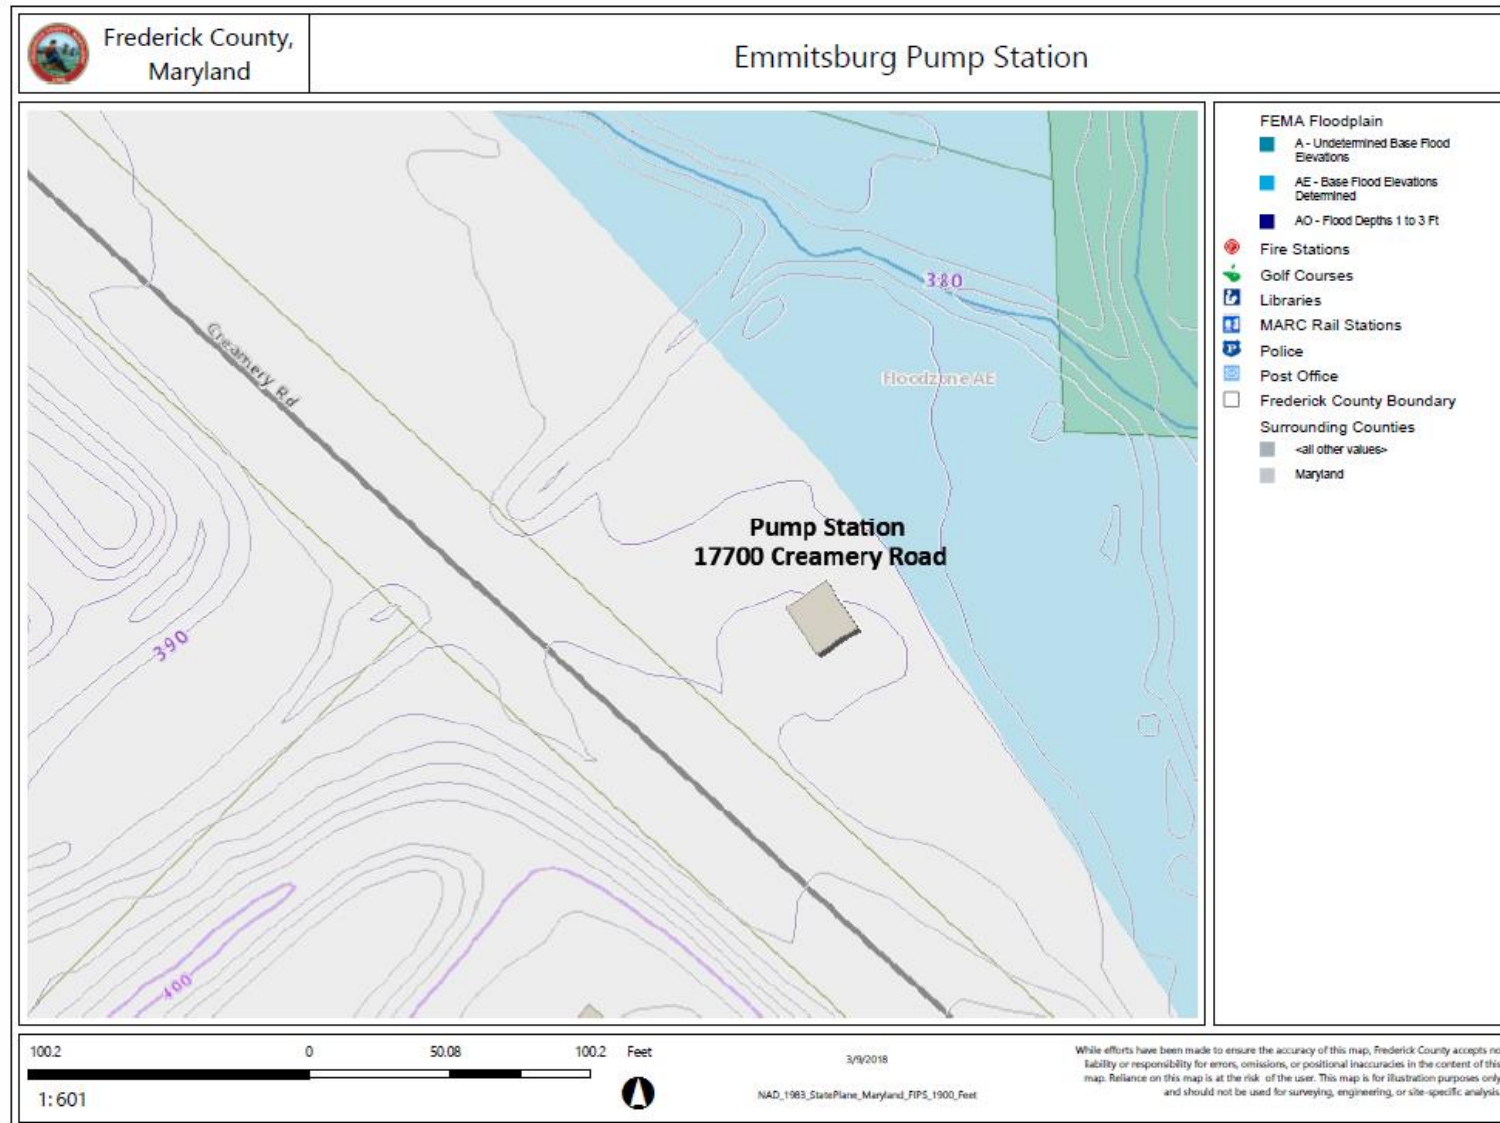 Frederick County,
Maryland
Emmitsburg Pump Station
FEMA Floodplain
A - Undetermined Base Flood
Elevations
AE - Base Flood Elevations
Determined
AO - Flood Depths 1 to 3 Ft
Fire Stations
Golf Courses
Libraries
MARC Rail Stations
Police
Post Office
Frederick County Boundary
Surrounding Counties
<all other values>
Maryland
380
Creamery Rd
Floodzone AE
Pump Station
17700 Creamery Road
390
400
100.2 0 50.08 100.2 Feet
1: 601
3/9/2018
NAD_1983_StatePlane_Maryland_FIPS_1900_Feet
While efforts have been made to ensure the accuracy of this map, Frederick County accepts no
liability or responsibility for errors, omissions, or positional inaccuracies in the content of this
map. Reliance on this map is at the risk of the user. This map is for illustration purposes only
and should not be used for surveying, engineering, or site-specific analysis.